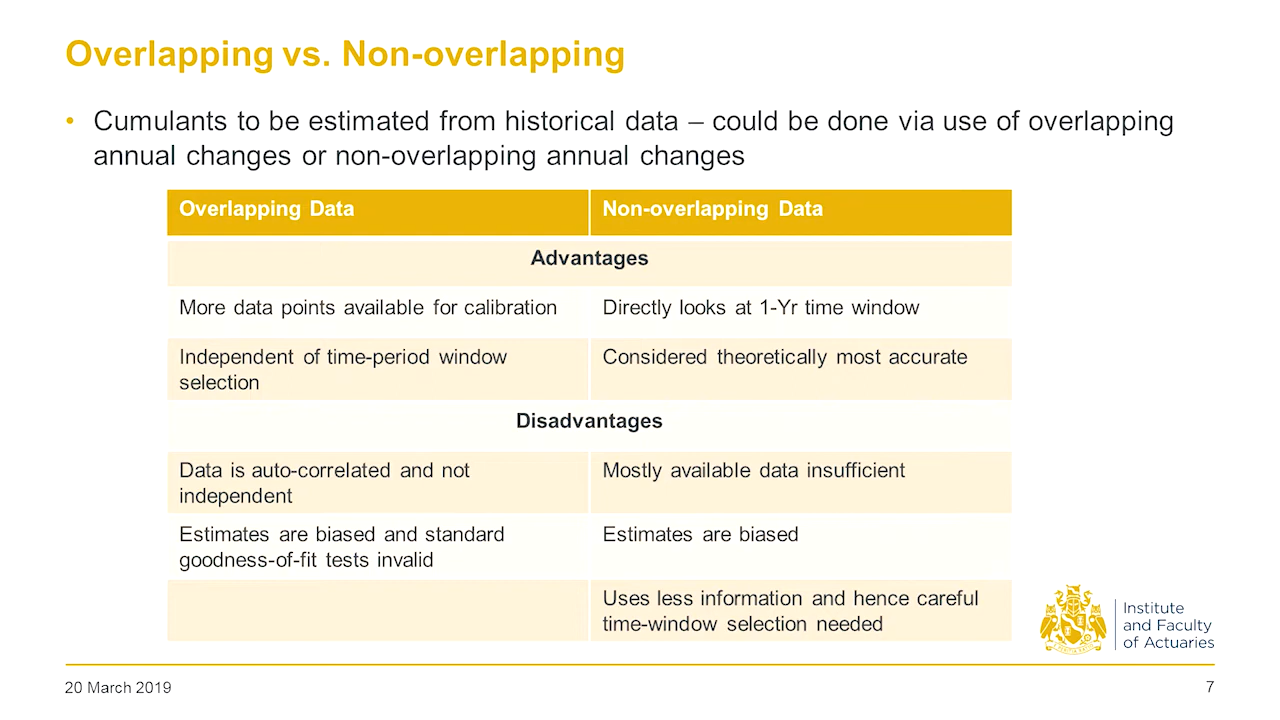 Overlapping vs. Non-overlapping
• Cumulants to be estimated from historical data – could be done via use of overlapping
annual changes or non-overlapping annual changes
Overlapping Data
Non-overlapping Data
Advantages
More data points available for calibration
Directly looks at 1-Yr time window
Independent of time-period window
selection
Considered theoretically most accurate
Disadvantages
Data is auto-correlated and not
independent
Mostly available data insufficient
Estimates are biased and standard
goodness-of-fit tests invalid
Estimates are biased
Uses less information and hence careful
time-window selection needed
Institute
and Faculty
of Actuaries
20 March 2019
7